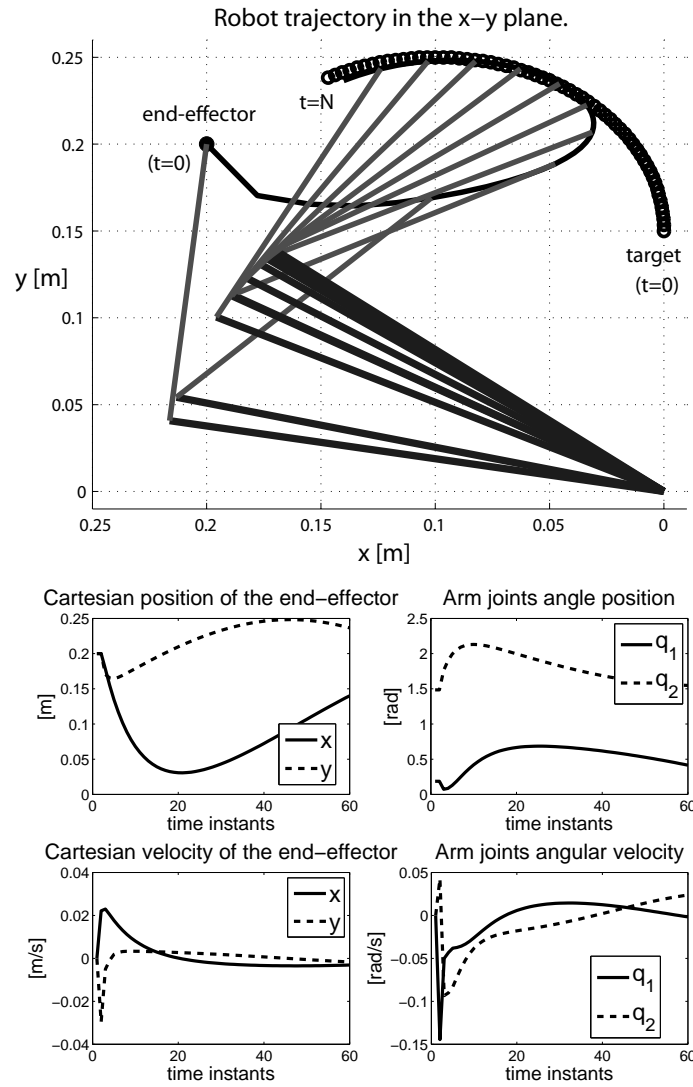 Robot trajectory in the x−y plane.
0.25
0.2
0.15
0.1
0.05
0
y [m]
end-effector
(t=0)
t=N
target
(t=0)
0.25
0.2
0.15
0.1
0.05
0
x [m]
Cartesian position of the end−effector
0.25
0.2
0.15
0.1
0.05
0
[m]
x
y
0
20
40
60
time instants
Arm joints angle position
2.5
2
1.5
1
0.5
0
[rad]
q1
q2
0
20
40
60
time instants
Cartesian velocity of the end−effector
0.04
0.02
0
−0.02
−0.04
[m/s]
x
y
0
20
40
60
time instants
Arm joints angular velocity
0.05
0
−0.05
−0.1
−0.15
[rad/s]
q1
q2
0
20
40
60
time instants